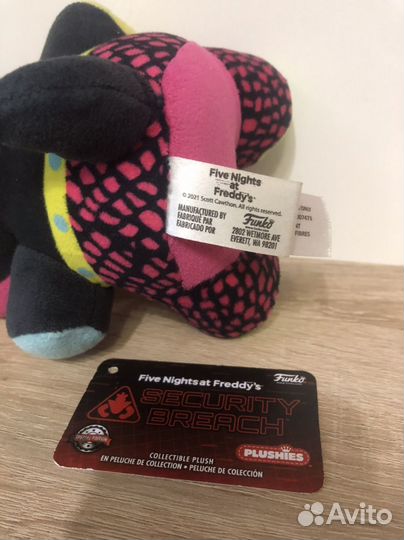 Five Nights
at
Freddy's
© 2021 Scott Cawthon. All rights reserved.
MANUFACTURED BY
FABRIQUÉ PAR
FABRICADO POR
Funko
2802 WETMORE AVE
EVERETT, WA 98201
Five Nights at Freddy's
Funko
SECURITY
BREACH
SPECIAL EDITION
PLUSHIES
COLLECTIBLE PLUSH
EN PELUCHE DE COLLECTION • PELUCHE DE COLECCIÓN
Avito